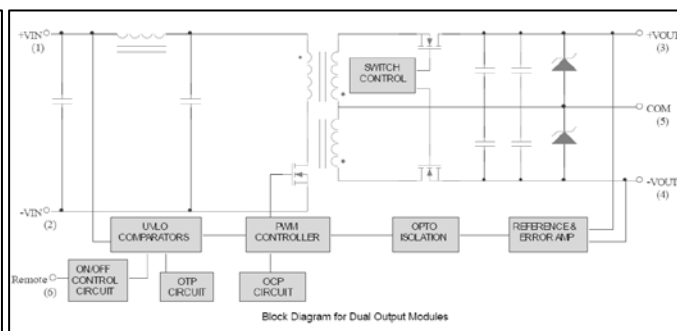 +VIN
(1)
+VOUT
(3)
SWITCH
CONTROL
COM
(5)
-VIN
(2)
-VOUT
(4)
UVLO
COMPARATORS
PWM
CONTROLLER
OPTO
ISOLATION
REFERENCE &
ERROR AMP
Remote
(6)
ON/OFF
CONTROL
CIRCUIT
OTP
CIRCUIT
OCP
CIRCUIT
Block Diagram for Dual Output Modules